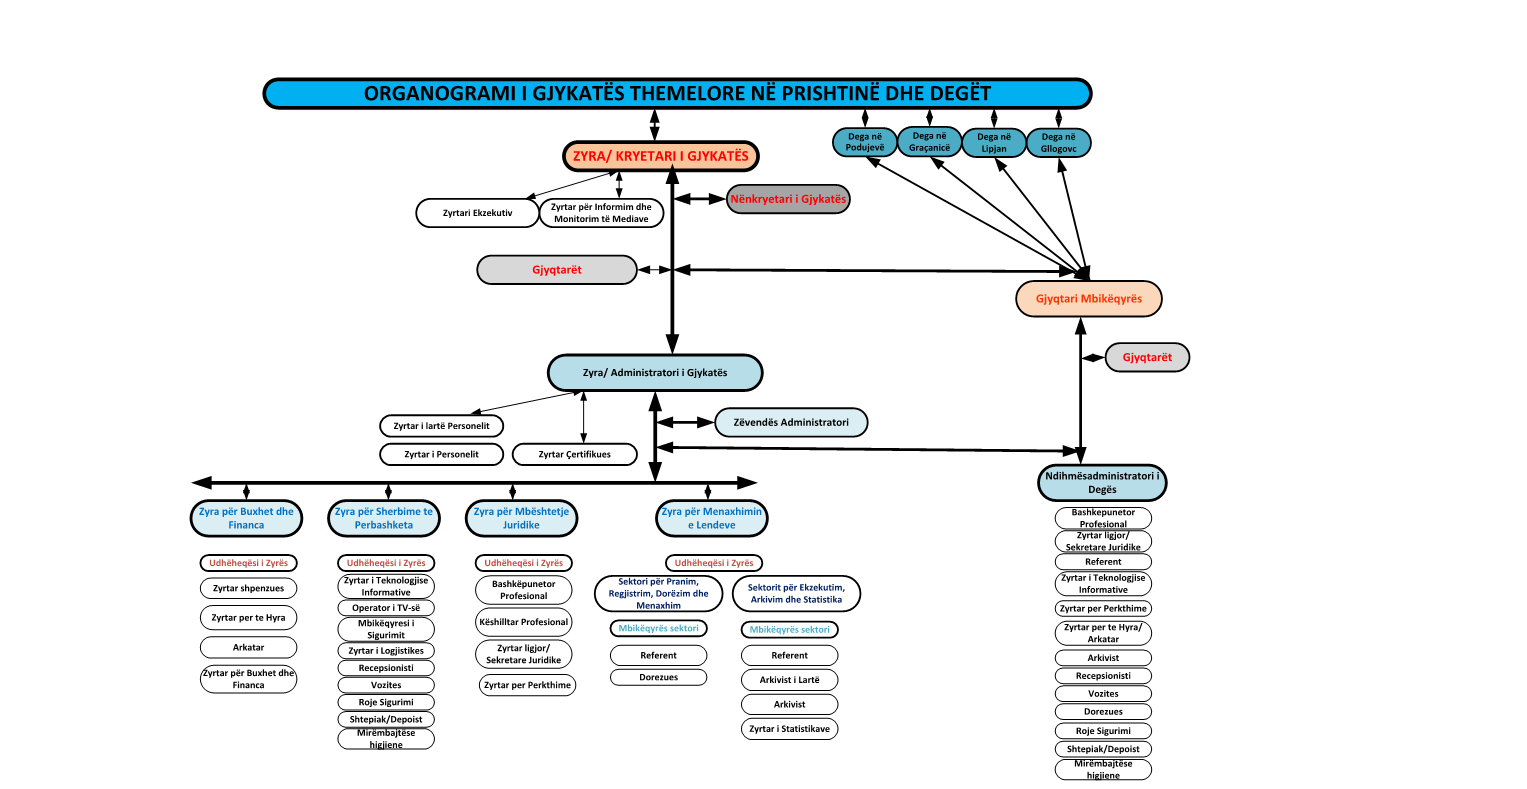 ORGANOGRAMI I GJYKATËS THEMELORE NË PRISHTINË DHE DEGËT
ZYRA/ KRYETARI I GJYKATËS
Dega në
Podujevë
Dega në
Graçanicë
Dega në
Lipjan
Dega në
Gllogovc
Zyrtari Ekzekutiv
Zyrtar për Informim dhe
Monitorim të Mediave
Nënkryetari i Gjykatës
Gjyqtarët
Gjyqtari Mbikëqyrës
Gjyqtarët
Zyra/ Administratori i Gjykatës
Zyrtar i lartë Personelit
Zyrtar i Personelit
Zyrtar Çertifikues
Zëvendës Administratori
Ndihmësadministratori i
Degës
Zyra për Buxhet dhe
Financa
Udhëheqësi i Zyrës
Zyrtar shpenzues
Zyrtar per te Hyra
Arkatar
Zyrtar për Buxhet dhe
Financa
Zyra për Sherbime te
Perbashketa
Udhëheqësi i Zyrës
Zyrtar i Teknologjise
Informative
Operator i TV-së
Mbikëqyresi i
Sigurimit
Zyrtar i Logjistikes
Recepsionisti
Vozites
Roje Sigurimi
Shtepiak/Depoist
Mirëmbajtëse
higjiene
Zyra për Mbështetje
Juridike
Udhëheqësi i Zyrës
Bashkëpunetor
Profesional
Këshilltar Profesional
Zyrtar ligjor/
Sekretare Juridike
Zyrtar per Perkthime
Zyra për Menaxhimin
e Lendeve
Udhëheqësi i Zyrës
Sektori për Pranim,
Regjistrim, Dorëzim dhe
Menaxhim
Mbikëqyrës sektori
Referent
Dorezues
Sektorit për Ekzekutim,
Arkivim dhe Statistika
Mbikëqyrës sektori
Referent
Arkivist i Lartë
Arkivist
Zyrtar i Statistikave
Bashkepunetor
Profesional
Zyrtar ligjor/
Sekretare Juridike
Referent
Zyrtar i Teknologjise
Informative
Zyrtar per Perkthime
Zyrtar per te Hyra/
Arkatar
Arkivist
Recepsionisti
Vozites
Dorezues
Roje Sigurimi
Shtepiak/Depoist
Mirëmbajtëse
higjiene